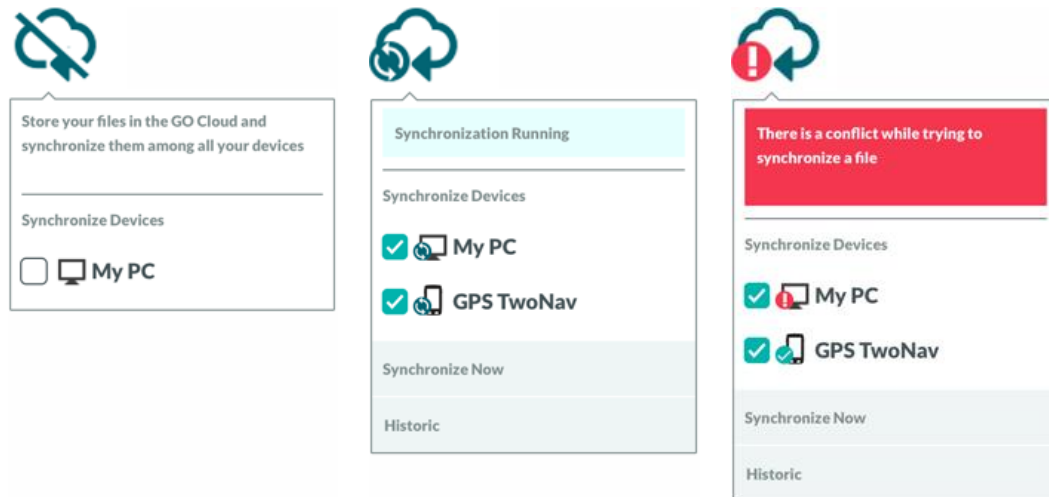 Store your files in the GO Cloud and
synchronize them among all your devices
Synchronize Devices
My PC
Synchronization Running
Synchronize Devices
My PC
GPS TwoNav
Synchronize Now
Historic
There is a conflict while trying to
synchronize a file
Synchronize Devices
My PC
GPS TwoNav
Synchronize Now
Historic